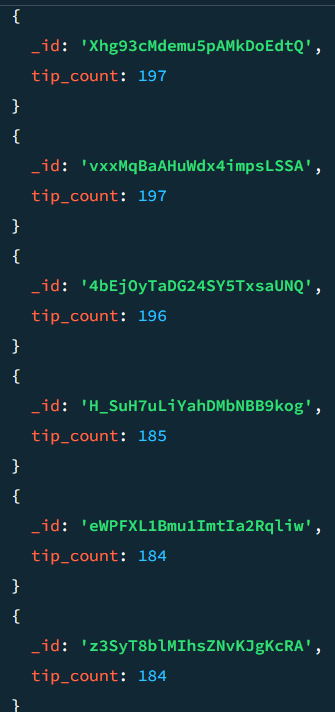 {
_id: 'Xhg93cMdemu5pAMkDoEdtQ',
tip_count: 197
}
{
_id: 'vxxMqBaAHuWdx4impsLSSA',
tip_count: 197
}
{
_id: '4bEjOyTaDG24SY5TxsaUNQ',
tip_count: 196
}
{
_id: 'H_SuH7uLiYahDMbNBB9kog',
tip_count: 185
}
{
_id: 'eWPFXL1Bmu1ImtIa2Rqliw',
tip_count: 184
}
{
_id: 'z3SyT8blMIhsZNvKJgKcRA',
tip_count: 184
}